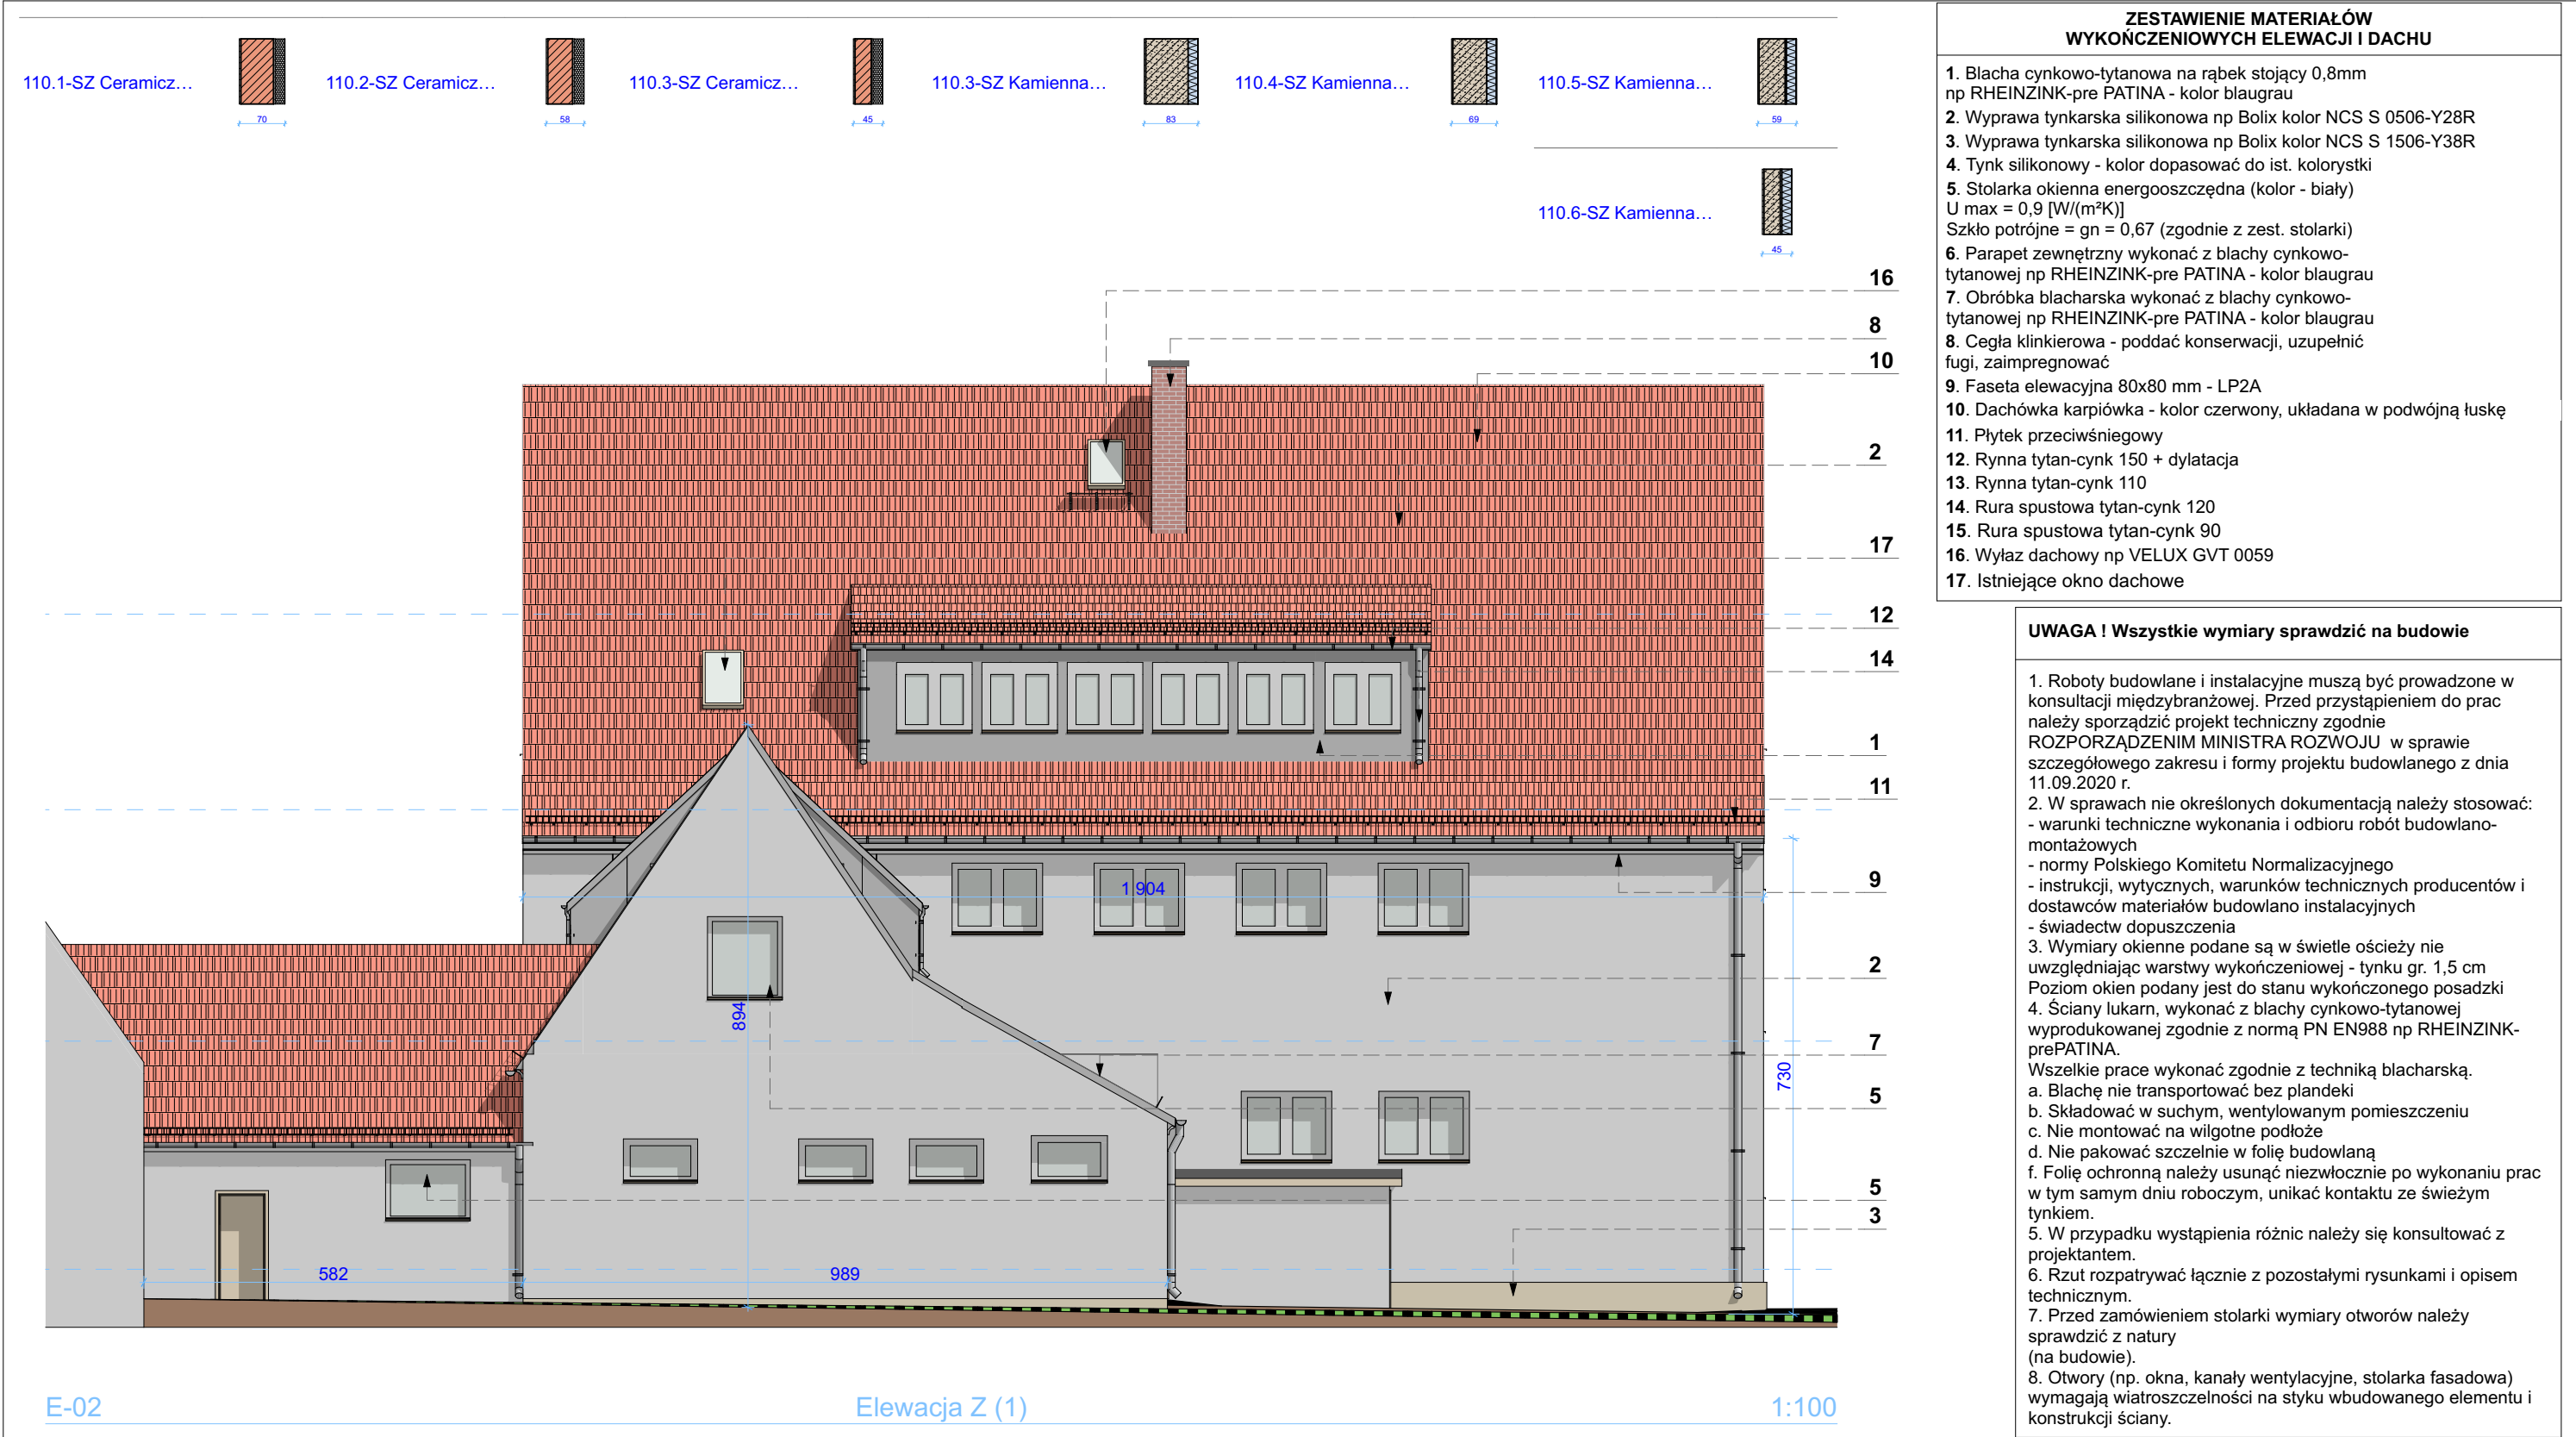 110.1-SZ Ceramicz…
110.2-SZ Ceramicz…
110.3-SZ Ceramicz…
110.3-SZ Kamienna…
110.4-SZ Kamienna…
110.5-SZ Kamienna…
70
58
45
83
69
59
110.6-SZ Kamienna…
45
16
8
10
2
17
12
14
1
11
9
2
7
5
5
3
1 904
894
730
582
989
E-02
Elewacja Z (1)
1:100
ZESTAWIENIE MATERIAŁÓW
WYKOŃCZENIOWYCH ELEWACJI I DACHU
1. Blacha cynkowo-tytanowa na rąbek stojący 0,8mm
np RHEINZINK-pre PATINA - kolor blaugrau
2. Wyprawa tynkarska silikonowa np Bolix kolor NCS S 0506-Y28R
3. Wyprawa tynkarska silikonowa np Bolix kolor NCS S 1506-Y38R
4. Tynk silikonowy - kolor dopasować do ist. kolorystki
5. Stolarka okienna energooszczędna (kolor - biały)
U max = 0,9 [W/(m²K)]
Szkło potrójne = gn = 0,67 (zgodnie z zest. stolarki)
6. Parapet zewnętrzny wykonać z blachy cynkowo-
tytanowej np RHEINZINK-pre PATINA - kolor blaugrau
7. Obróbka blacharska wykonać z blachy cynkowo-
tytanowej np RHEINZINK-pre PATINA - kolor blaugrau
8. Cegła klinkierowa - poddać konserwacji, uzupełnić
fugi, zaimpregnować
9. Faseta elewacyjna 80x80 mm - LP2A
10. Dachówka karpiówka - kolor czerwony, układana w podwójną łuskę
11. Płytek przeciwśniegowy
12. Rynna tytan-cynk 150 + dylatacja
13. Rynna tytan-cynk 110
14. Rura spustowa tytan-cynk 120
15. Rura spustowa tytan-cynk 90
16. Wyłaz dachowy np VELUX GVT 0059
17. Istniejące okno dachowe
UWAGA ! Wszystkie wymiary sprawdzić na budowie
1. Roboty budowlane i instalacyjne muszą być prowadzone w
konsultacji międzybranżowej. Przed przystąpieniem do prac
należy sporządzić projekt techniczny zgodnie
ROZPORZĄDZENIM MINISTRA ROZWOJU w sprawie
szczegółowego zakresu i formy projektu budowlanego z dnia
11.09.2020 r.
2. W sprawach nie określonych dokumentacją należy stosować:
- warunki techniczne wykonania i odbioru robót budowlano-
montażowych
- normy Polskiego Komitetu Normalizacyjnego
- instrukcji, wytycznych, warunków technicznych producentów i
dostawców materiałów budowlano instalacyjnych
- świadectw dopuszczenia
3. Wymiary okienne podane są w świetle ościeży nie
uwzględniając warstwy wykończeniowej - tynku gr. 1,5 cm
Poziom okien podany jest do stanu wykończonego posadzki
4. Ściany lukarn, wykonać z blachy cynkowo-tytanowej
wyprodukowanej zgodnie z normą PN EN988 np RHEINZINK-
prePATINA.
Wszelkie prace wykonać zgodnie z techniką blacharską.
a. Blachę nie transportować bez plandeki
b. Składować w suchym, wentylowanym pomieszczeniu
c. Nie montować na wilgotne podłoże
d. Nie pakować szczelnie w folię budowlaną
f. Folię ochronną należy usunąć niezwłocznie po wykonaniu prac
w tym samym dniu roboczym, unikać kontaktu ze świeżym
tynkiem.
5. W przypadku wystąpienia różnic należy się konsultować z
projektantem.
6. Rzut rozpatrywać łącznie z pozostałymi rysunkami i opisem
technicznym.
7. Przed zamówieniem stolarki wymiary otworów należy
sprawdzić z natury
(na budowie).
8. Otwory (np. okna, kanały wentylacyjne, stolarka fasadowa)
wymagają wiatroszczelności na styku wbudowanego elementu i
konstrukcji ściany.